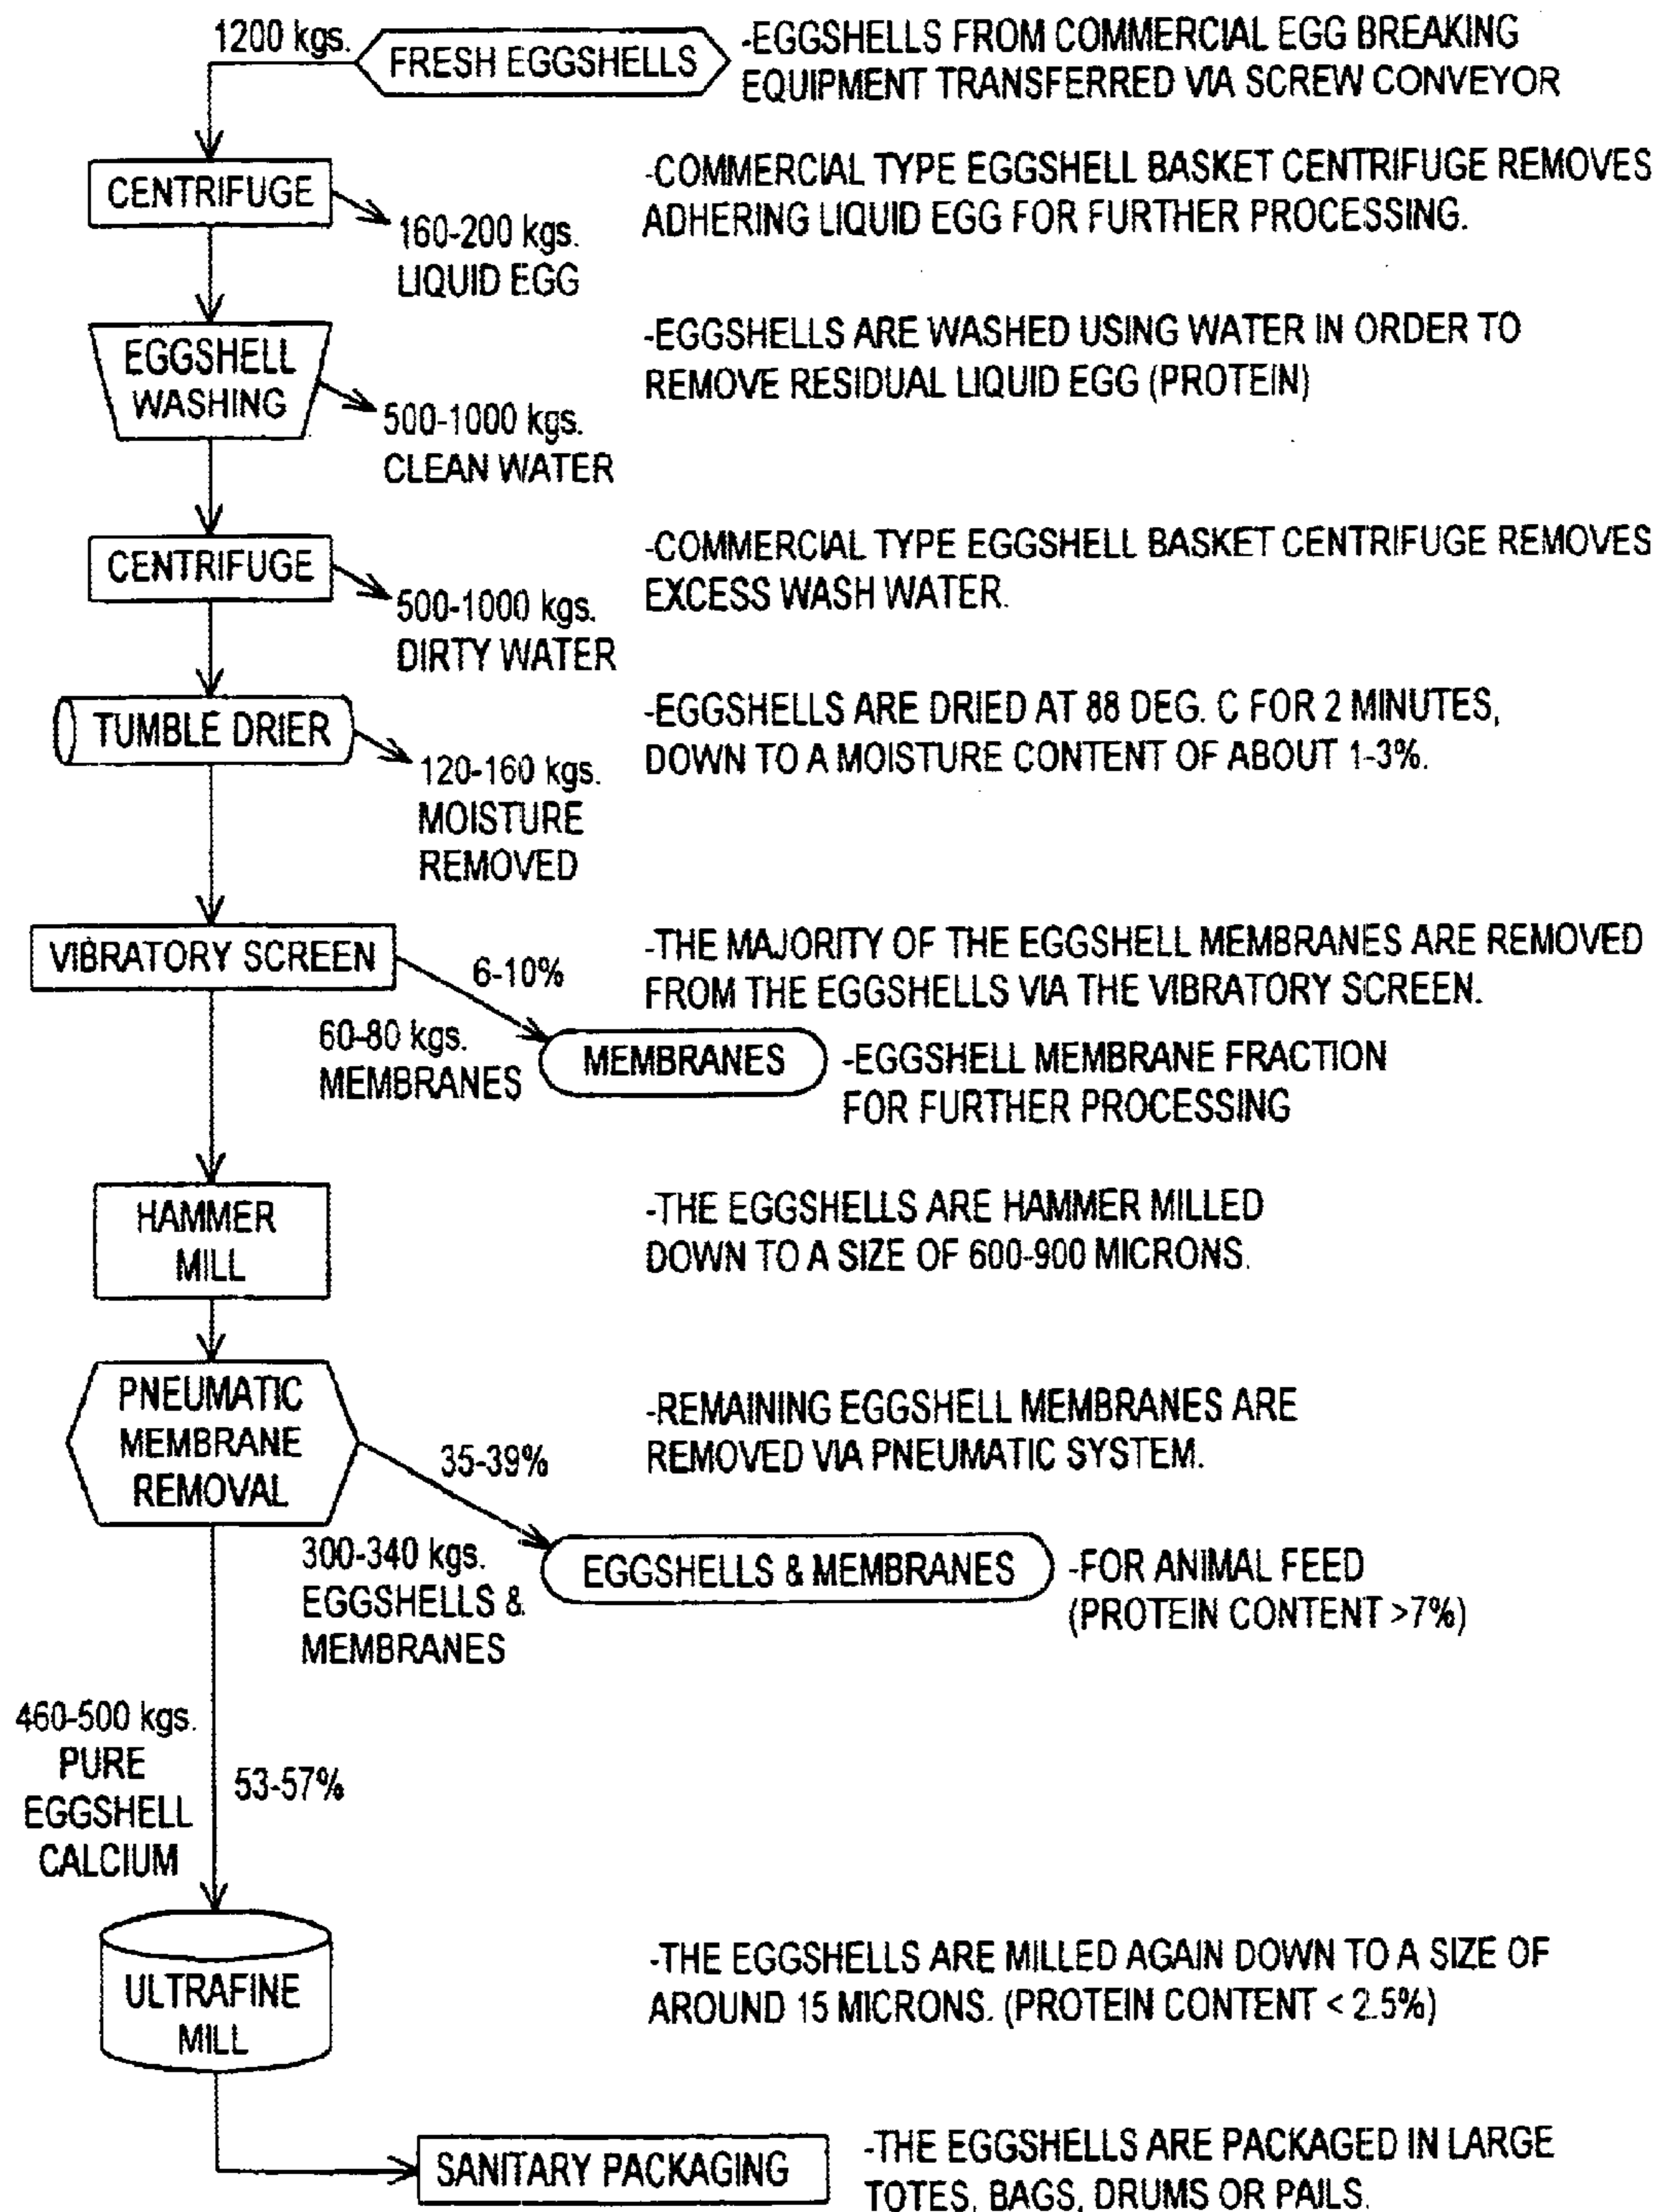 1200 kgs.
FRESH EGGSHELLS
-EGGSHELLS FROM COMMERCIAL EGG BREAKING
EQUIPMENT TRANSFERRED VIA SCREW CONVEYOR
CENTRIFUGE
160-200 kgs.
LIQUID EGG
-COMMERCIAL TYPE EGGSHELL BASKET CENTRIFUGE REMOVES
ADHERING LIQUID EGG FOR FURTHER PROCESSING.
EGGSHELL
WASHING
500-1000 kgs.
CLEAN WATER
-EGGSHELLS ARE WASHED USING WATER IN ORDER TO
REMOVE RESIDUAL LIQUID EGG (PROTEIN)
CENTRIFUGE
500-1000 kgs.
DIRTY WATER
-COMMERCIAL TYPE EGGSHELL BASKET CENTRIFUGE REMOVES
EXCESS WASH WATER.
TUMBLE DRIER
120-160 kgs.
MOISTURE
REMOVED
-EGGSHELLS ARE DRIED AT 88 DEG. C FOR 2 MINUTES,
DOWN TO A MOISTURE CONTENT OF ABOUT 1-3%.
VIBRATORY SCREEN
6-10%
-THE MAJORITY OF THE EGGSHELL MEMBRANES ARE REMOVED
FROM THE EGGSHELLS VIA THE VIBRATORY SCREEN.
60-80 kgs.
MEMBRANES
MEMBRANES
-EGGSHELL MEMBRANE FRACTION
FOR FURTHER PROCESSING
HAMMER
MILL
-THE EGGSHELLS ARE HAMMER MILLED
DOWN TO A SIZE OF 600-900 MICRONS.
PNEUMATIC
MEMBRANE
REMOVAL
35-39%
-REMAINING EGGSHELL MEMBRANES ARE
REMOVED VIA PNEUMATIC SYSTEM.
300-340 kgs.
EGGSHELLS &
MEMBRANES
EGGSHELLS & MEMBRANES
-FOR ANIMAL FEED
(PROTEIN CONTENT >7%)
460-500 kgs.
PURE
EGGSHELL
CALCIUM
53-57%
ULTRAFINE
MILL
-THE EGGSHELLS ARE MILLED AGAIN DOWN TO A SIZE OF
AROUND 15 MICRONS. (PROTEIN CONTENT < 2.5%)
SANITARY PACKAGING
-THE EGGSHELLS ARE PACKAGED IN LARGE
TOTES, BAGS, DRUMS OR PAILS.